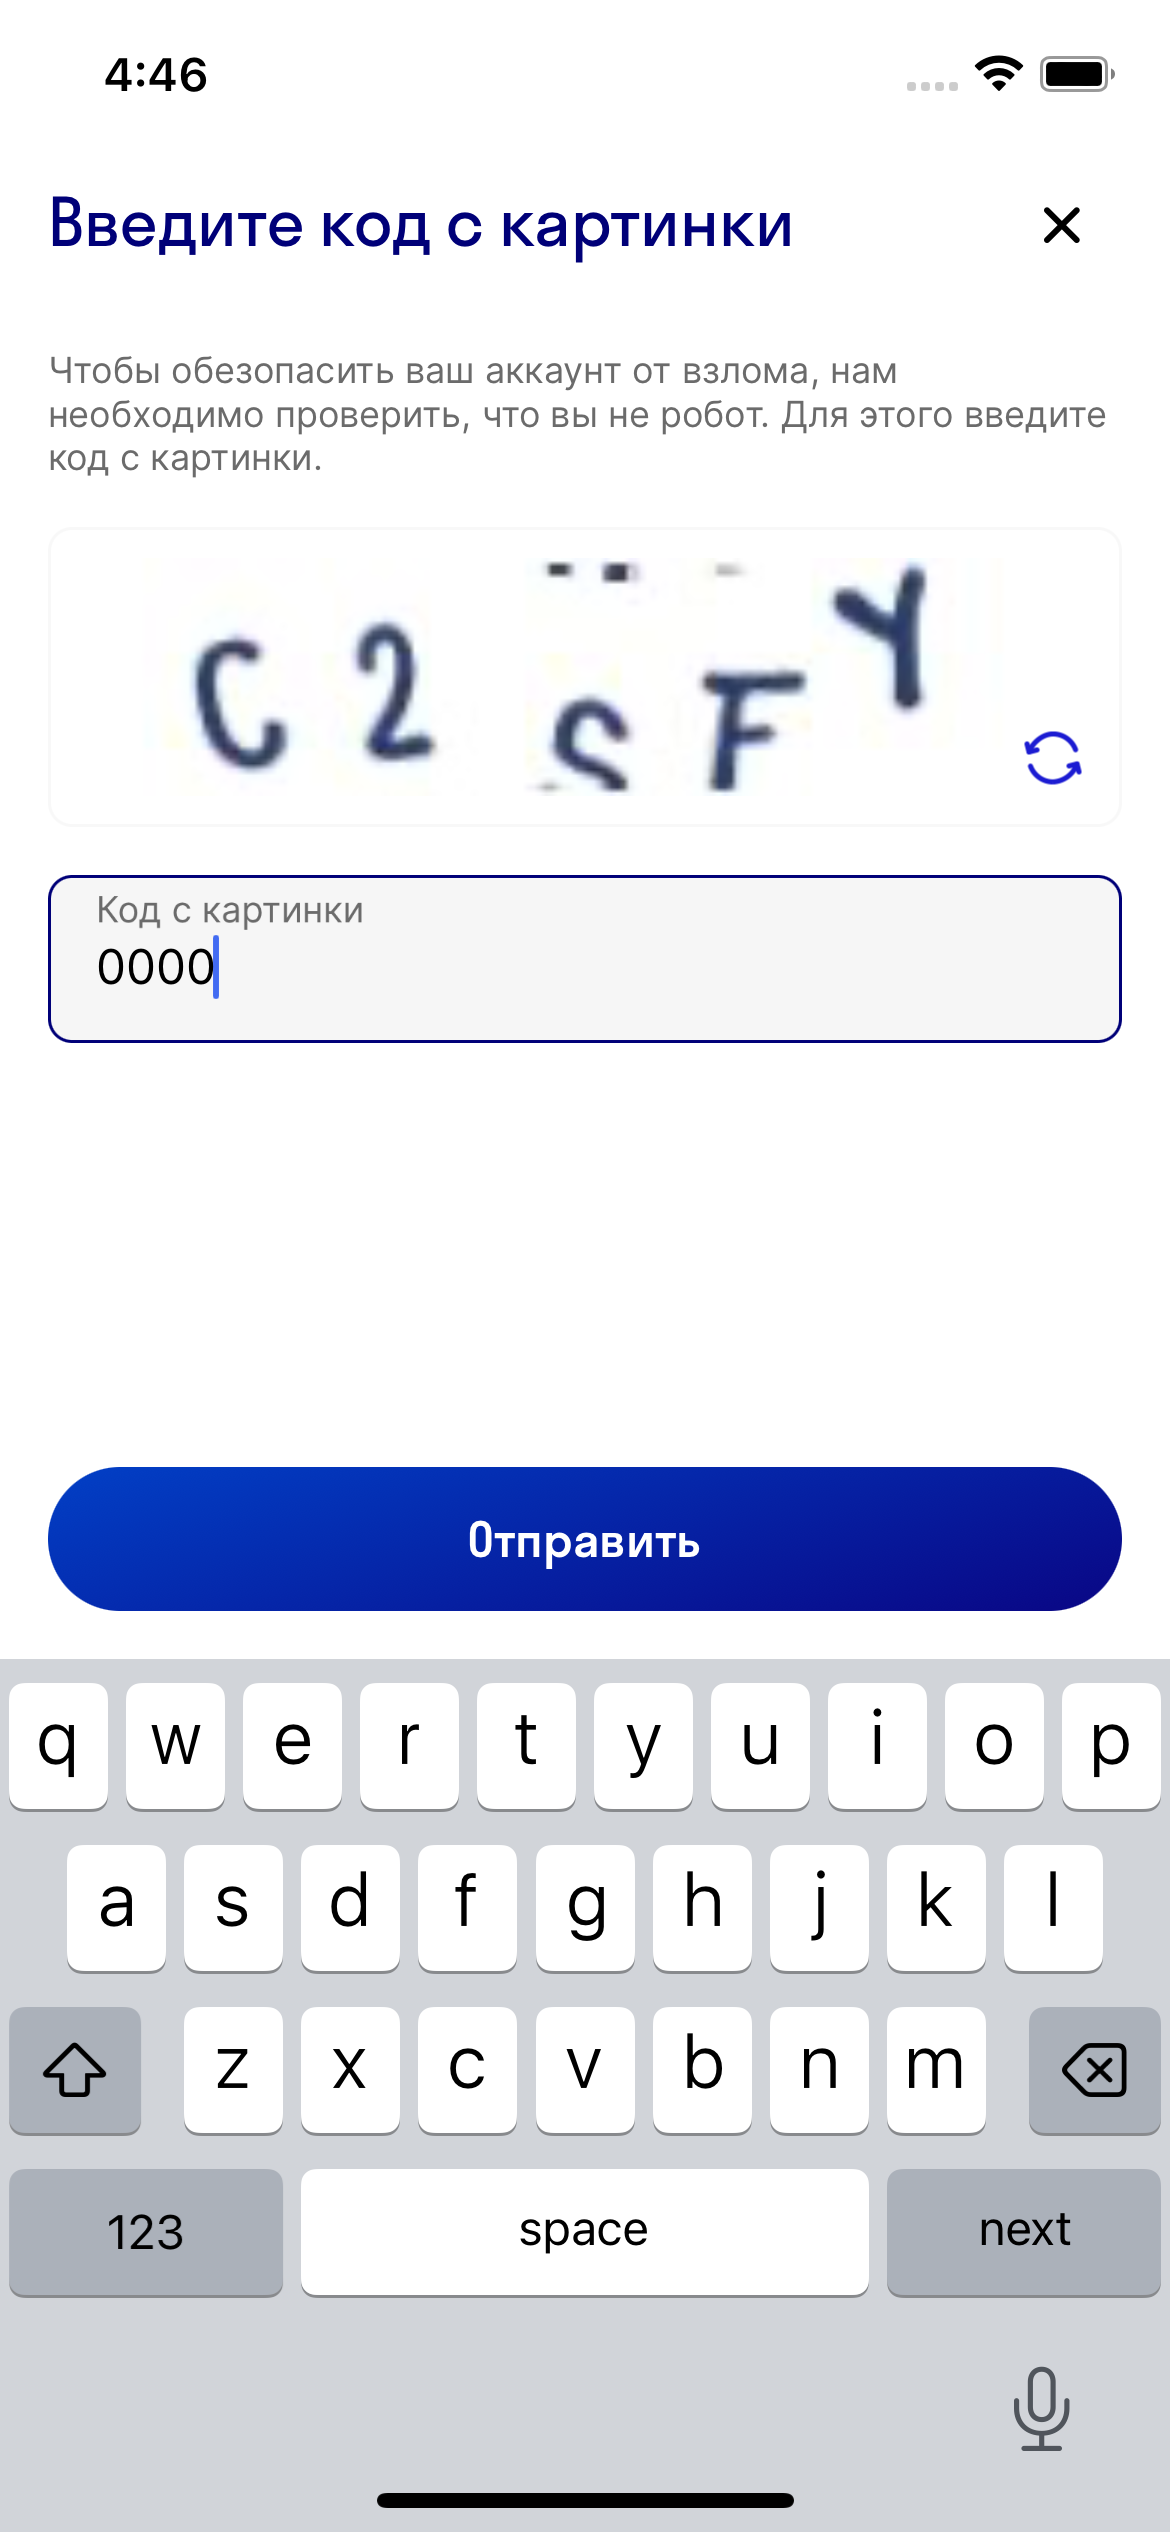 4:46
Введите код с картинки
Чтобы обезопасить ваш аккаунт от взлома, нам
необходимо проверить, что вы не робот. Для этого введите
код с картинки.
C2SFY
Код с картинки
0000
Отправить
q w e r t y u i o p
a s d f g h j k l
z x c v b n m
123 space next